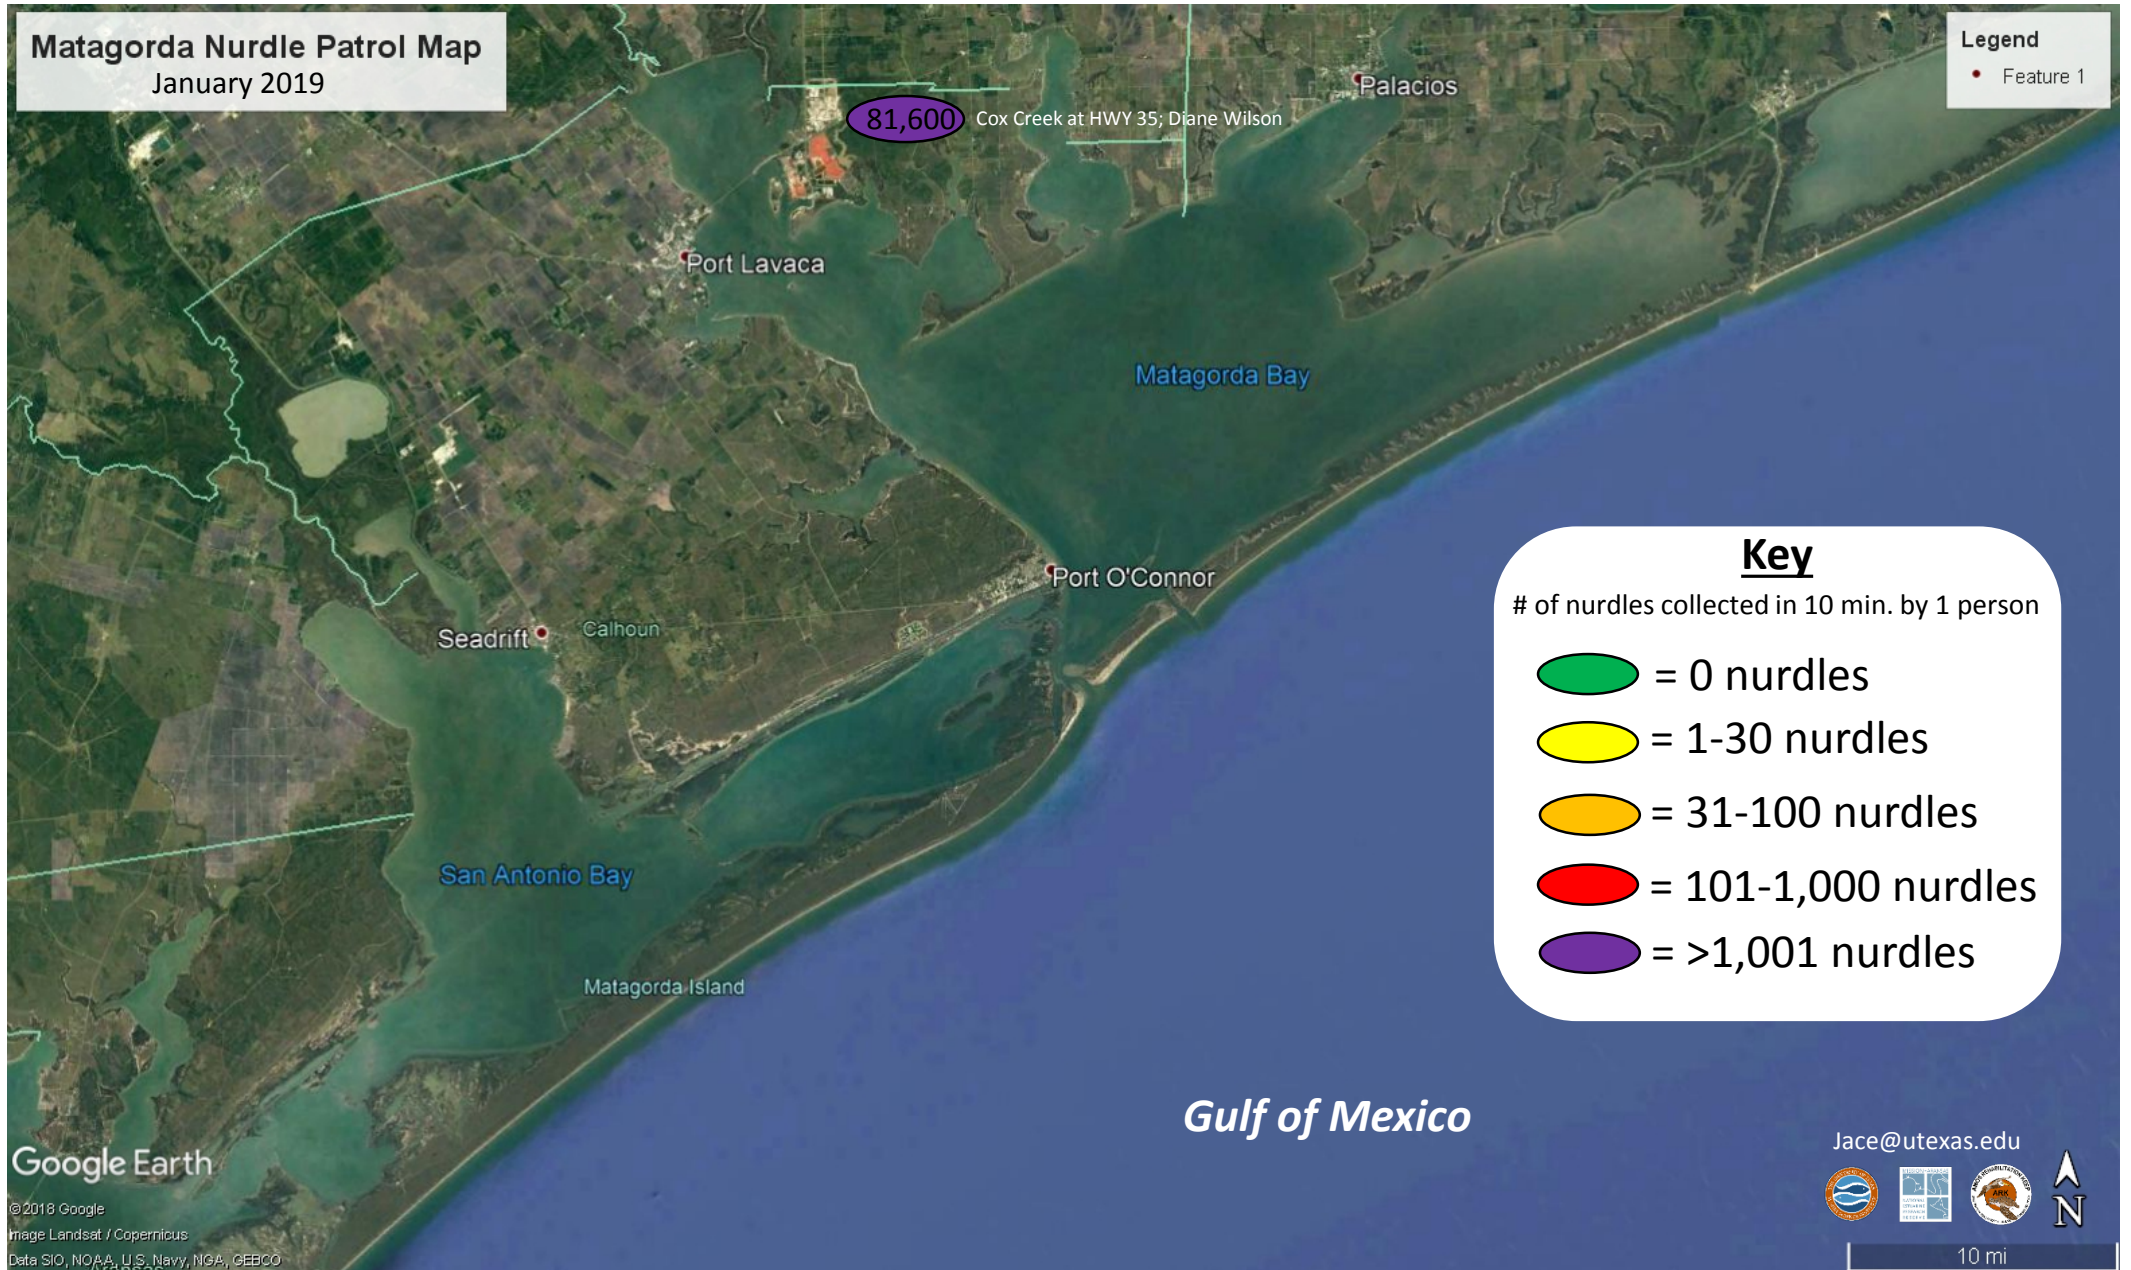 Matagorda Nurdle Patrol Map
January 2019
Legend
Feature 1
Palacios
81,600
Cox Creek at HWY 35; Diane Wilson
Port Lavaca
Matagorda Bay
Port O'Connor
Seadrift
Calhoun
San Antonio Bay
Matagorda Island
Gulf of Mexico
Key
# of nurdles collected in 10 min. by 1 person
= 0 nurdles
= 1-30 nurdles
= 31-100 nurdles
= 101-1,000 nurdles
= >1,001 nurdles
Google Earth
©2018 Google
Image Landsat / Copernicus
Data SIO, NOAA, U.S. Navy, NGA, GEBCO
Jace@utexas.edu
ARK
N
10 mi